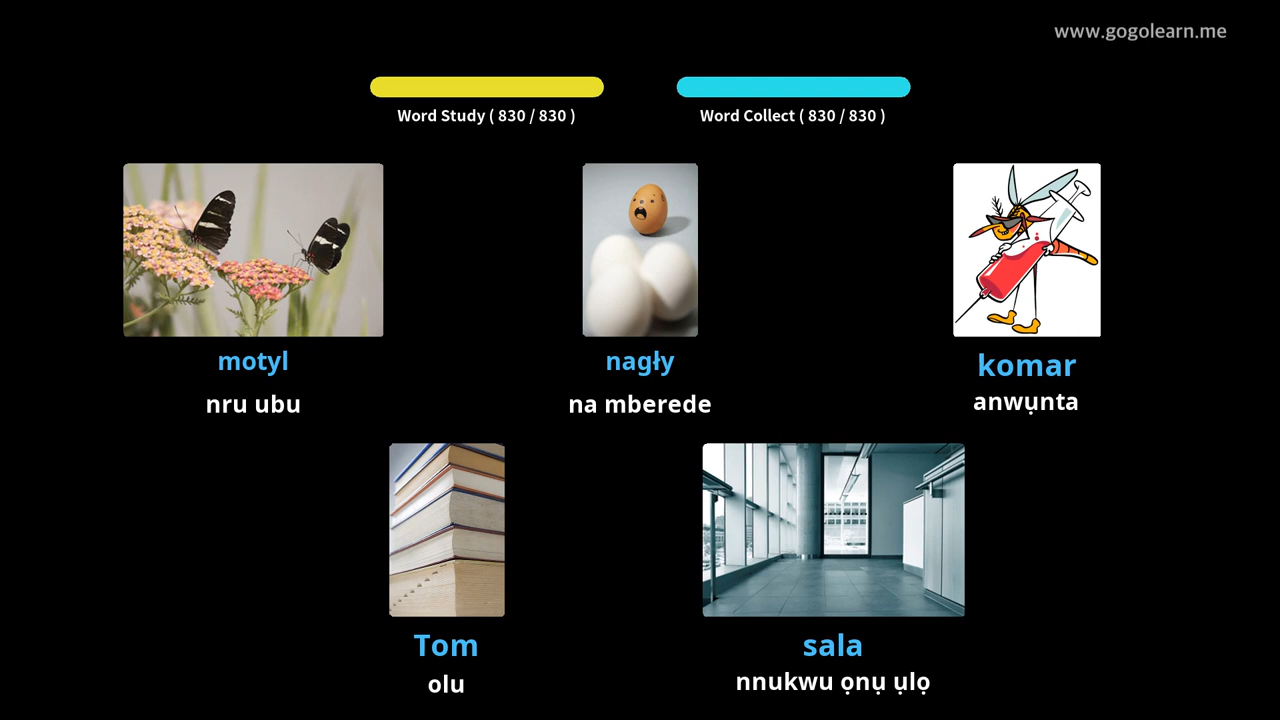 www.gogolearn.me
Word Study ( 830 / 830 )
Word Collect ( 830 / 830 )
motyl
nru ubu
nagły
na mberede
komar
anwụnta
Tom
olu
sala
nnukwu ọnụ ụlọ